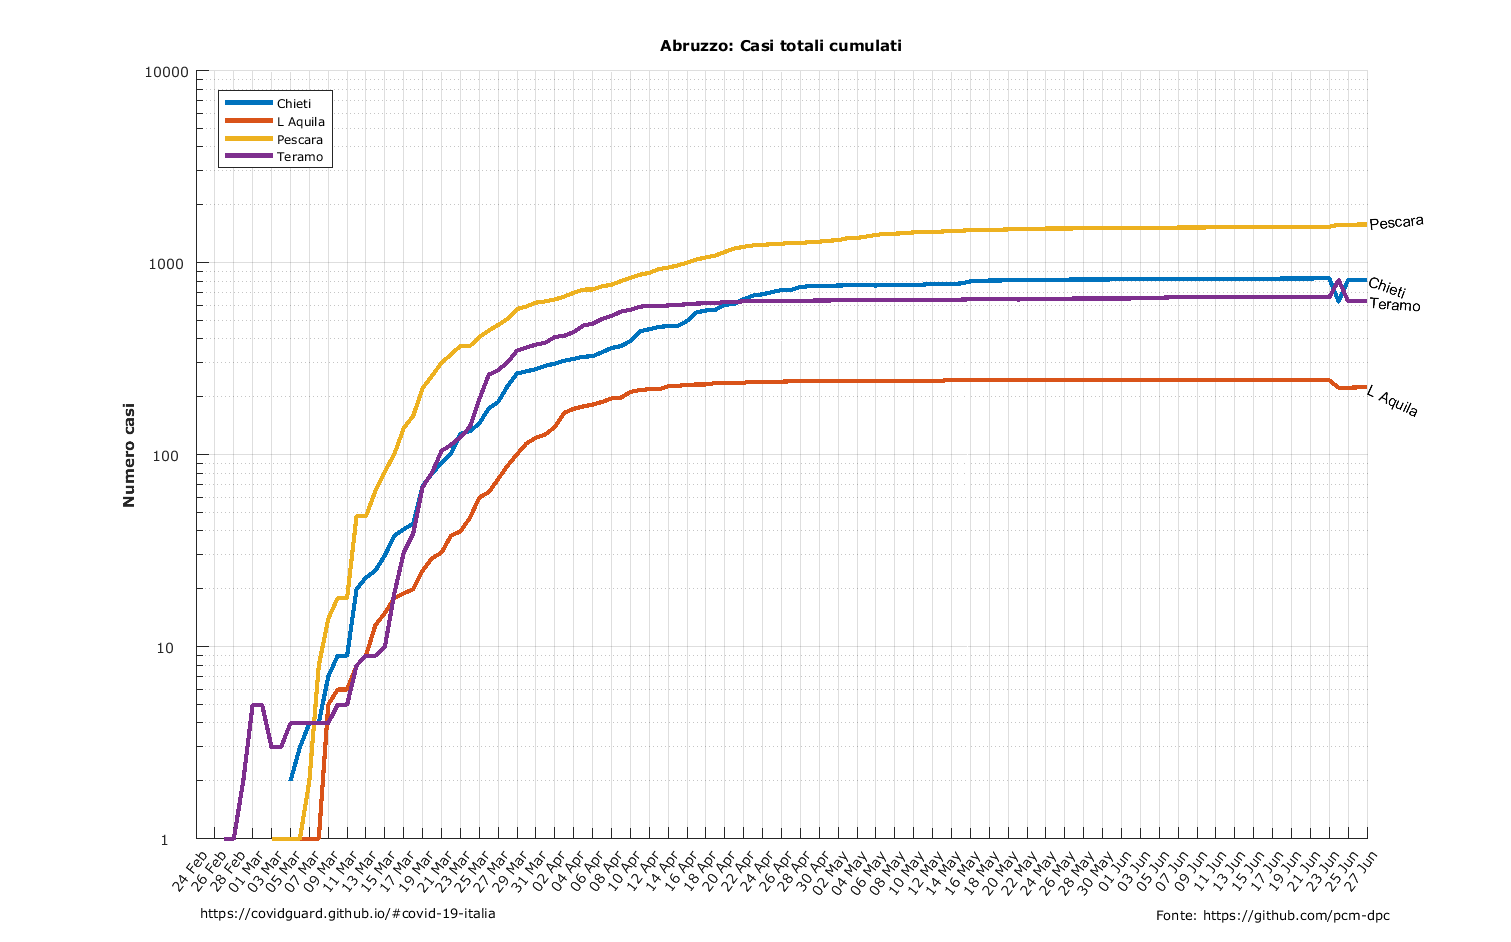 Abruzzo: Casi totali cumulati
10000
1000
100
10
1
Numero casi
Chieti
L Aquila
Pescara
Teramo
Pescara
Chieti
Teramo
L Aquila
24 Feb
26 Feb
28 Feb
01 Mar
03 Mar
05 Mar
07 Mar
09 Mar
11 Mar
13 Mar
15 Mar
17 Mar
19 Mar
21 Mar
23 Mar
25 Mar
27 Mar
29 Mar
31 Mar
02 Apr
04 Apr
06 Apr
08 Apr
10 Apr
12 Apr
14 Apr
16 Apr
18 Apr
20 Apr
22 Apr
24 Apr
26 Apr
28 Apr
30 Apr
02 May
04 May
06 May
08 May
10 May
12 May
14 May
16 May
18 May
20 May
22 May
24 May
26 May
28 May
30 May
01 Jun
03 Jun
05 Jun
07 Jun
09 Jun
11 Jun
13 Jun
15 Jun
17 Jun
19 Jun
21 Jun
23 Jun
25 Jun
27 Jun
https://covidguard.github.io/#covid-19-italia
Fonte: https://github.com/pcm-dpc